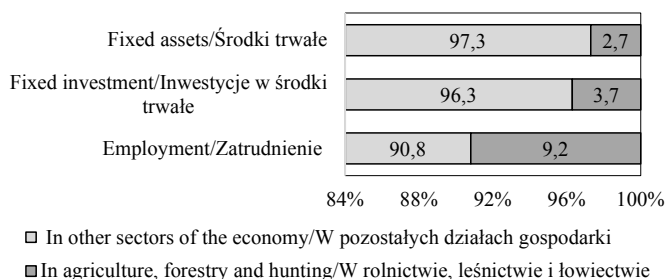 Fixed assets/Środki trwałe
97,3 2,7
Fixed investment/Inwestycje w środki
trwałe
96,3 3,7
Employment/Zatrudnienie
90,8 9,2
84% 88% 92% 96% 100%
In other sectors of the economy/W pozostałych działach gospodarki
In agriculture, forestry and hunting/W rolnictwie, leśnictwie i łowiectwie